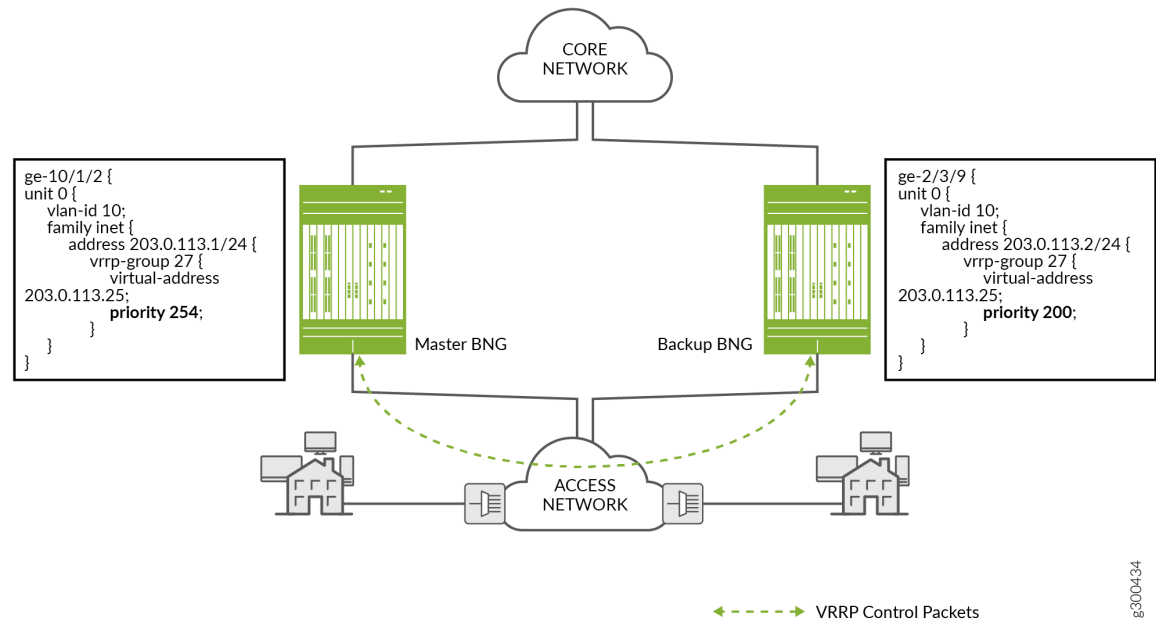 CORE
NETWORK
ge-10/1/2 {
unit 0 {
vlan-id 10;
family inet {
address 203.0.113.1/24 {
vrrp-group 27 {
virtual-address
203.0.113.25;
priority 254;
}
}
}
Master BNG
Backup BNG
ge-2/3/9 {
unit 0 {
vlan-id 10;
family inet {
address 203.0.113.2/24 {
vrrp-group 27 {
virtual-address
203.0.113.25;
priority 200;
}
}
}
ACCESS
NETWORK
VRRP Control Packets
g300434